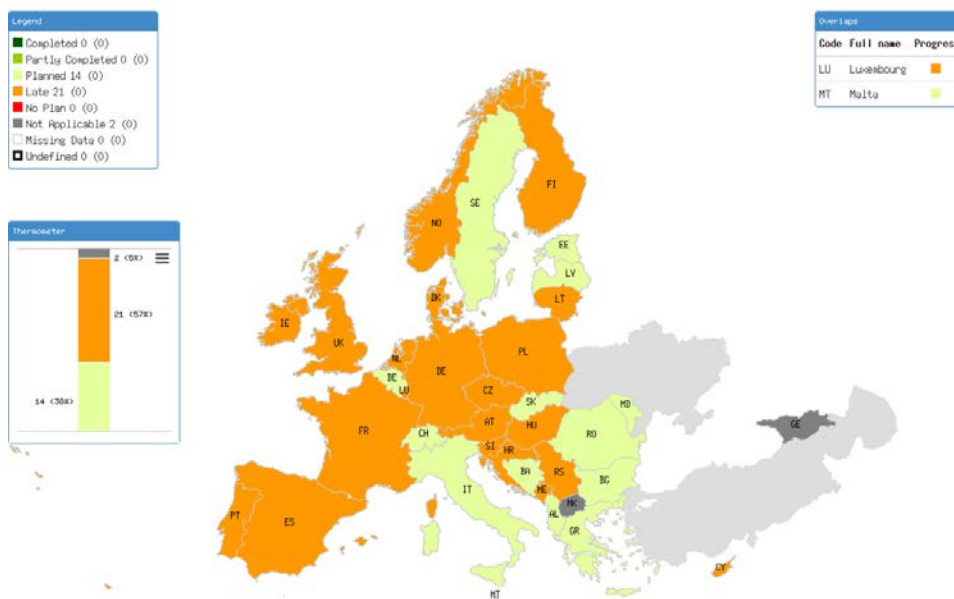 Legend
Completed 0 (0)
Partly Completed 0 (0)
Planned 14 (0)
Late 21 (0)
No Plan 0 (0)
Not Applicable 2 (0)
Missing Data 0 (0)
Undefined 0 (0)
Overlaps
Code Full name Progres
LU Luxembourg
MT Malta
Thermometer
2 (5%)
21 (57%)
14 (38%)
FI
SE
NO
EE
LV
LT
DK
IE
UK
NL
PL
BE
DE
LU
CZ
SK
MD
FR
CH
AT
HU
RO
SI
HR
BA
RS
BG
IT
ME
MK
GE
AL
GR
PT
ES
CY
MT